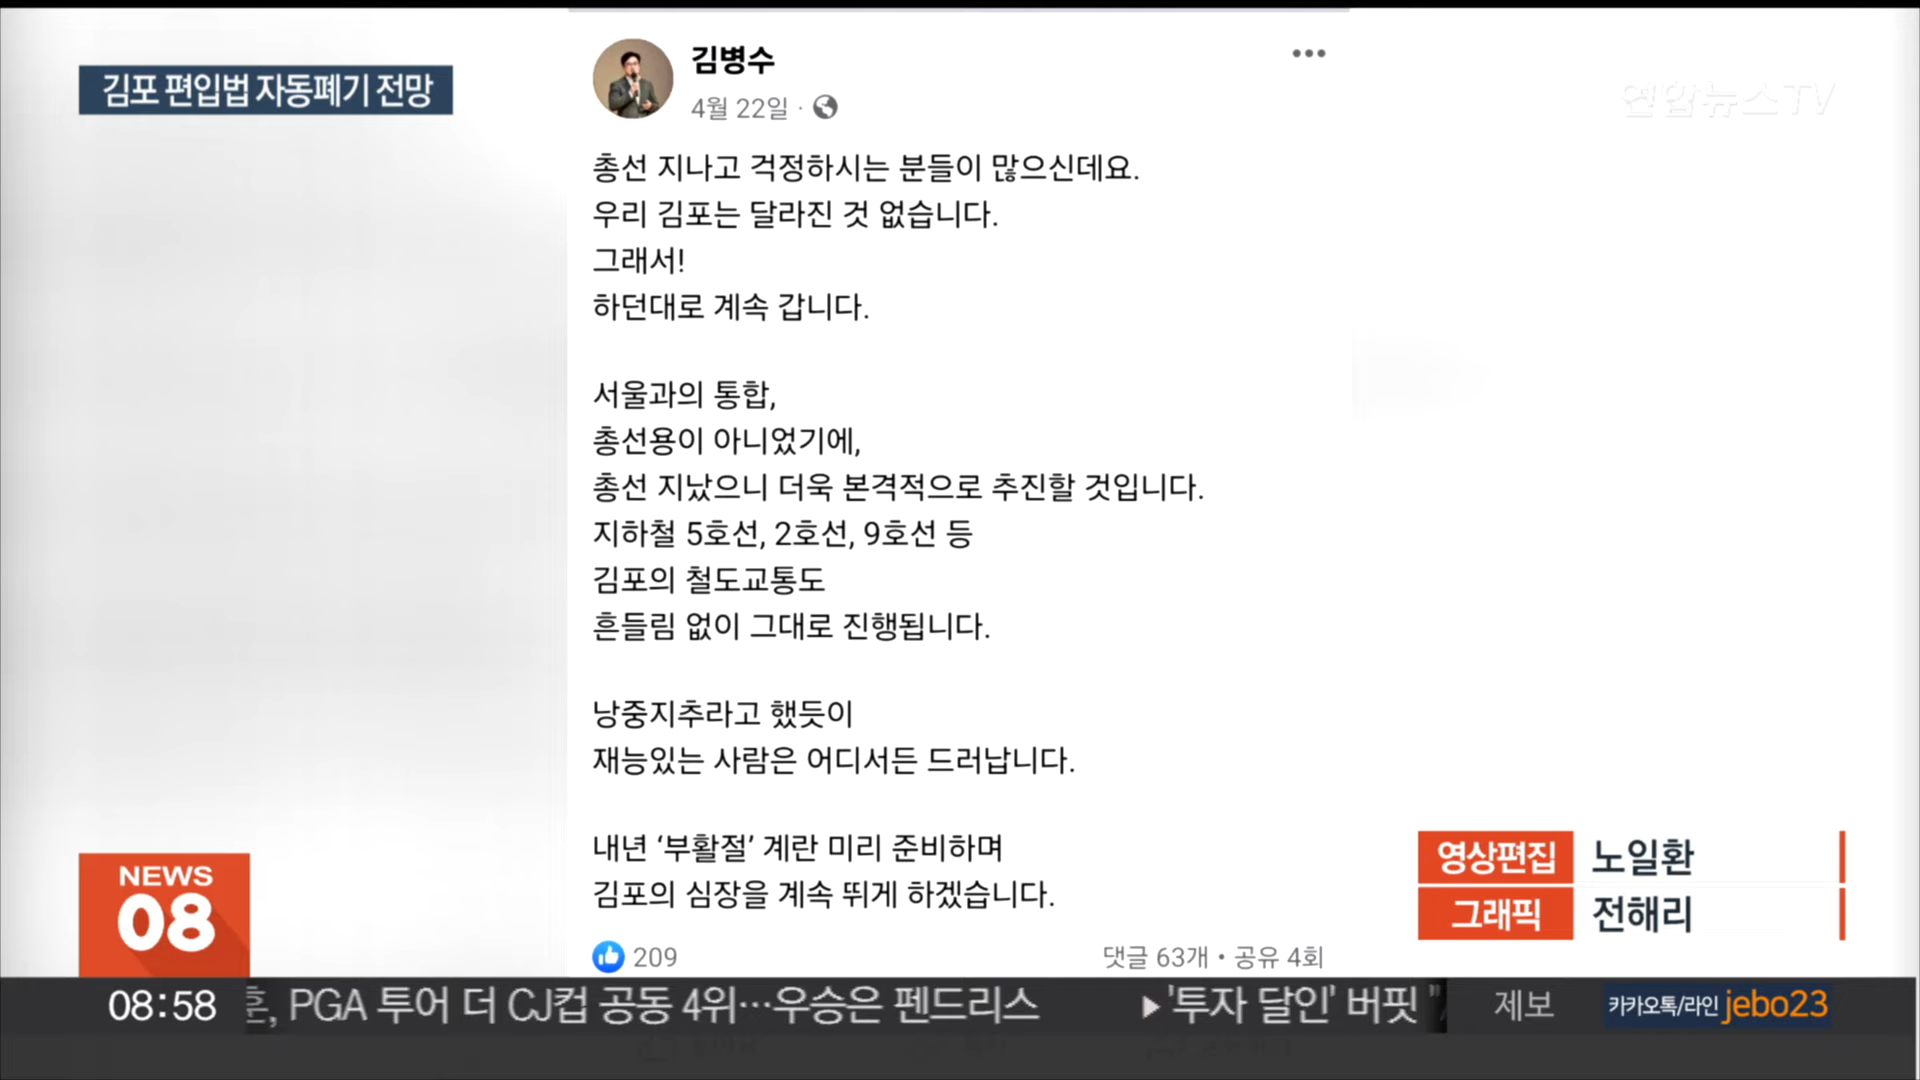 김포 편입법 자동폐기 전망
연합뉴스TV
김병수
4월 22일 ·
총선 지나고 걱정하시는 분들이 많으신데요.
우리 김포는 달라진 것 없습니다.
그래서!
하던대로 계속 갑니다.
서울과의 통합,
총선용이 아니었기에,
총선 지났으니 더욱 본격적으로 추진할 것입니다.
지하철 5호선, 2호선, 9호선 등
김포의 철도교통도
흔들림 없이 그대로 진행됩니다.
낭중지추라고 했듯이
재능있는 사람은 어디서든 드러납니다.
내년 ‘부활절’ 계란 미리 준비하며
김포의 심장을 계속 뛰게 하겠습니다.
209
댓글 63개 • 공유 4회
영상편집 노일환
그래픽 전해리
NEWS
08
08:58
훈, PGA 투어 더 CJ컵 공동 4위…우승은 펜드리스
▶'투자 달인' 버핏 "
제보
카카오톡/라인 jebo23